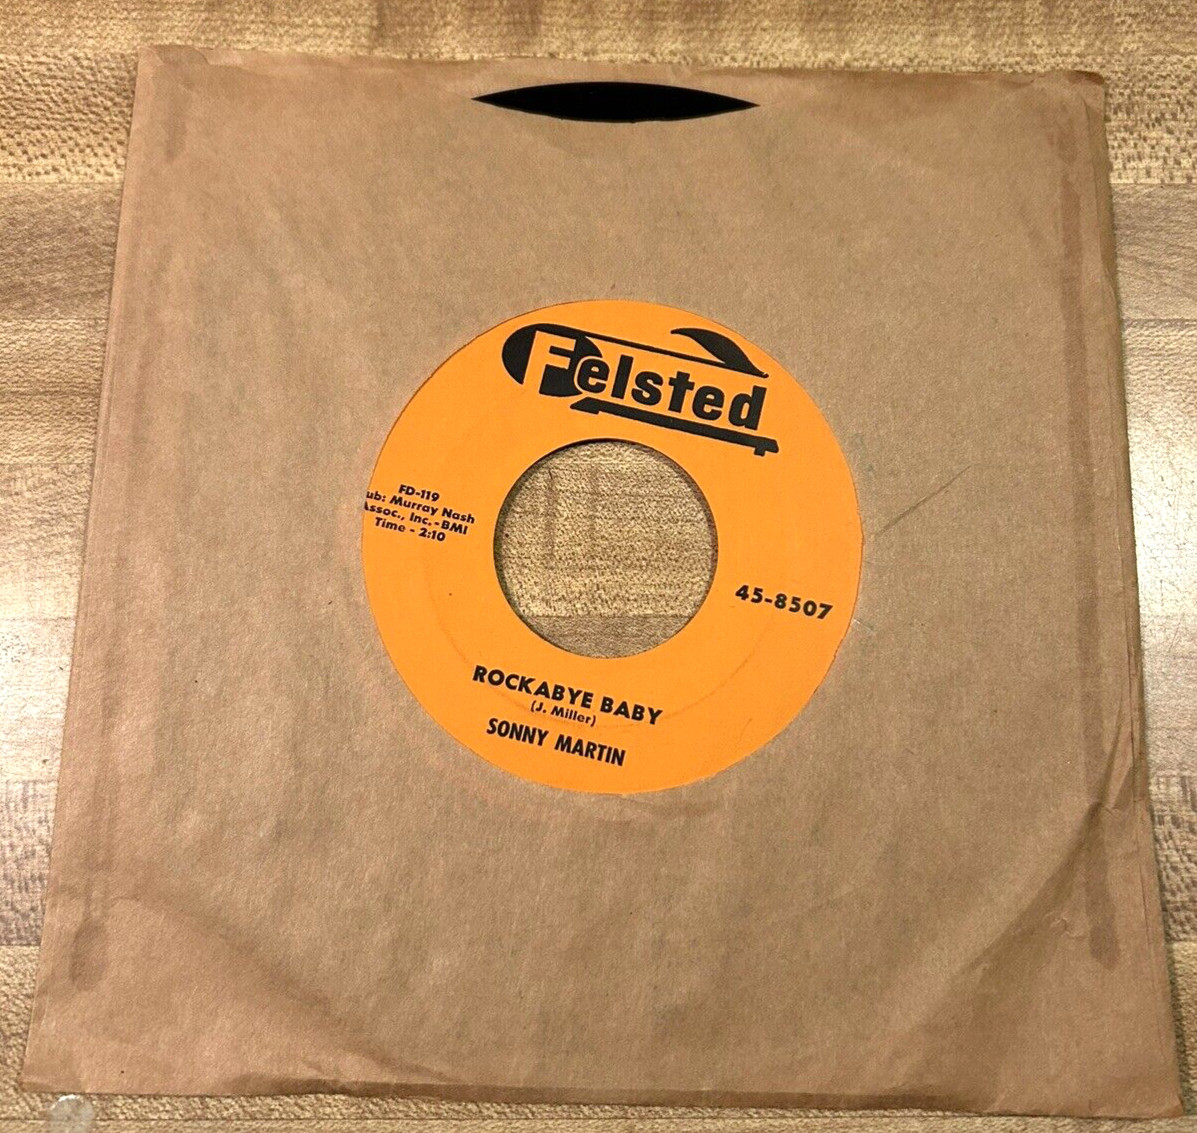 Felsted
FD-119
ub: Murray Nash
Assoc., Inc.-BMI
Time - 2:10
45-8507
ROCKABYE BABY
(J. Miller)
SONNY MARTIN